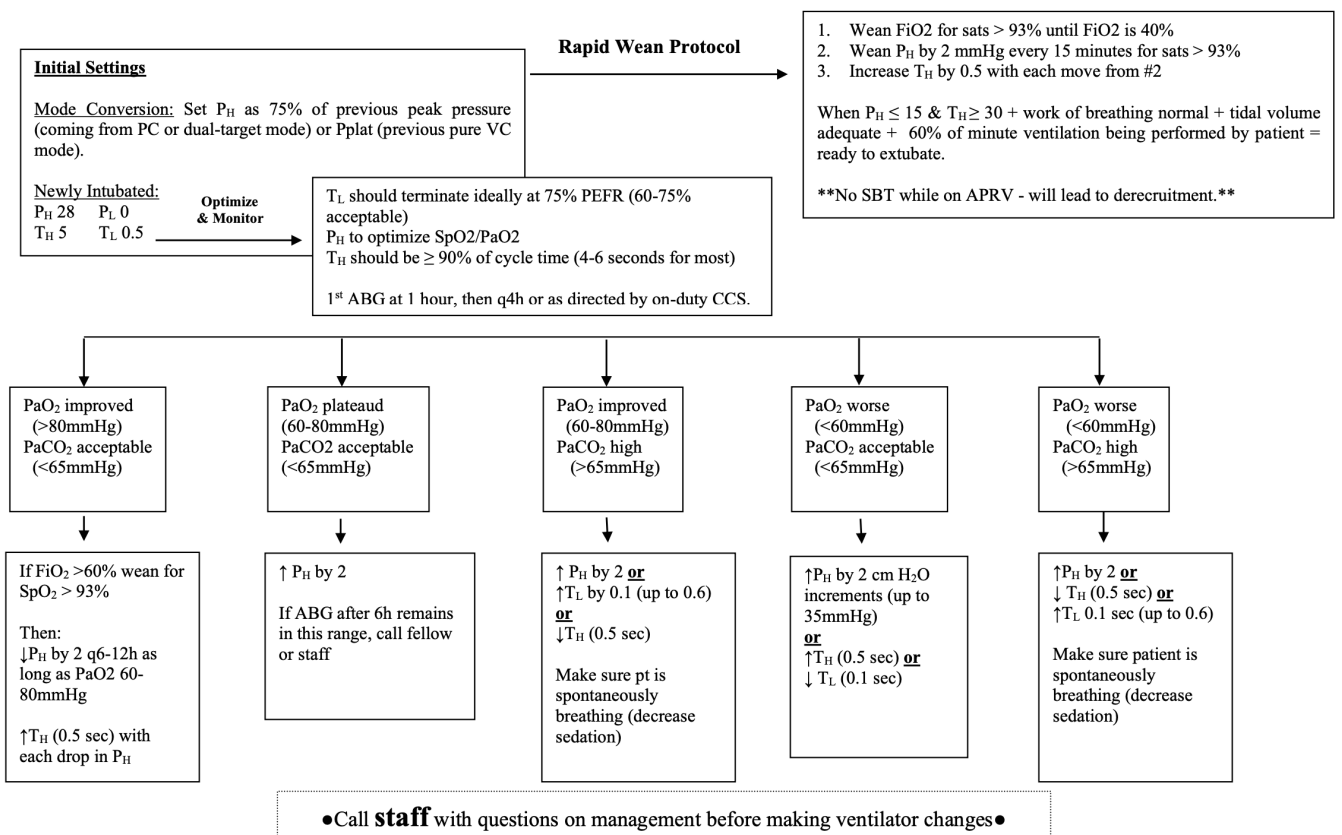 Initial Settings
Mode Conversion: Set PH as 75% of previous peak pressure
(coming from PC or dual-target mode) or Pplat (previous pure VC
mode).
Newly Intubated:
PH 28 PL 0
TH 5 TL 0.5
Optimize
& Monitor
Rapid Wean Protocol
1. Wean FiO2 for sats > 93% until FiO2 is 40%
2. Wean PH by 2 mmHg every 15 minutes for sats > 93%
3. Increase TH by 0.5 with each move from #2
When PH ≤ 15 & TH≥ 30 + work of breathing normal + tidal volume
adequate + 60% of minute ventilation being performed by patient =
ready to extubate.
**No SBT while on APRV - will lead to derecruitment.**
TL should terminate ideally at 75% PEFR (60-75%
acceptable)
PH to optimize SpO2/PaO2
TH should be ≥ 90% of cycle time (4-6 seconds for most)
1st ABG at 1 hour, then q4h or as directed by on-duty CCS.
PaO2 improved
(>80mmHg)
PaCO2 acceptable
(<65mmHg)
PaO2 plateaud
(60-80mmHg)
PaCO2 acceptable
(<65mmHg)
PaO2 improved
(60-80mmHg)
PaCO2 high
(>65mmHg)
PaO2 worse
(<60mmHg)
PaCO2 acceptable
(<65mmHg)
PaO2 worse
(<60mmHg)
PaCO2 high
(>65mmHg)
If FiO2 >60% wean for
SpO2 > 93%
Then:
↓PH by 2 q6-12h as
long as PaO2 60-
80mmHg
↑TH (0.5 sec) with
each drop in PH
↑ PH by 2
If ABG after 6h remains
in this range, call fellow
or staff
↑ PH by 2 or
↑TL by 0.1 (up to 0.6)
or
↓TH (0.5 sec)
Make sure pt is
spontaneously
breathing (decrease
sedation)
↑PH by 2 cm H2O
increments (up to
35mmHg)
or
↑TH (0.5 sec) or
↓ TL (0.1 sec)
↑PH by 2 or
↓ TH (0.5 sec) or
↑TL 0.1 sec (up to 0.6)
Make sure patient is
spontaneously
breathing (decrease
sedation)
●Call staff with questions on management before making ventilator changes●